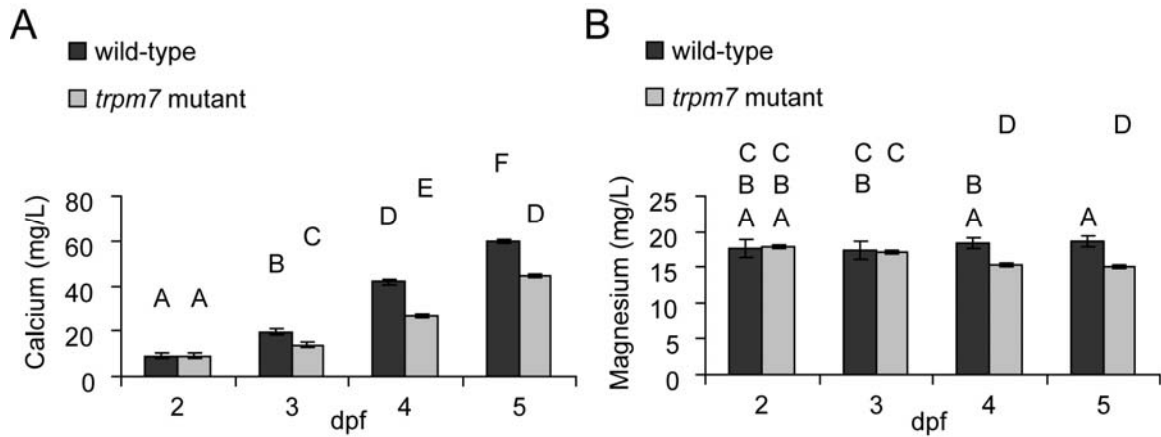 A
wild-type
trpm7 mutant
Calcium (mg/L)
80
60
40
20
0
A A
B
C
D
E
F
D
2 3 4 5
dpf
B
wild-type
trpm7 mutant
Magnesium (mg/L)
25
20
15
10
5
0
C C C C D D
B B B B
A A A A
2 3 4 5
dpf